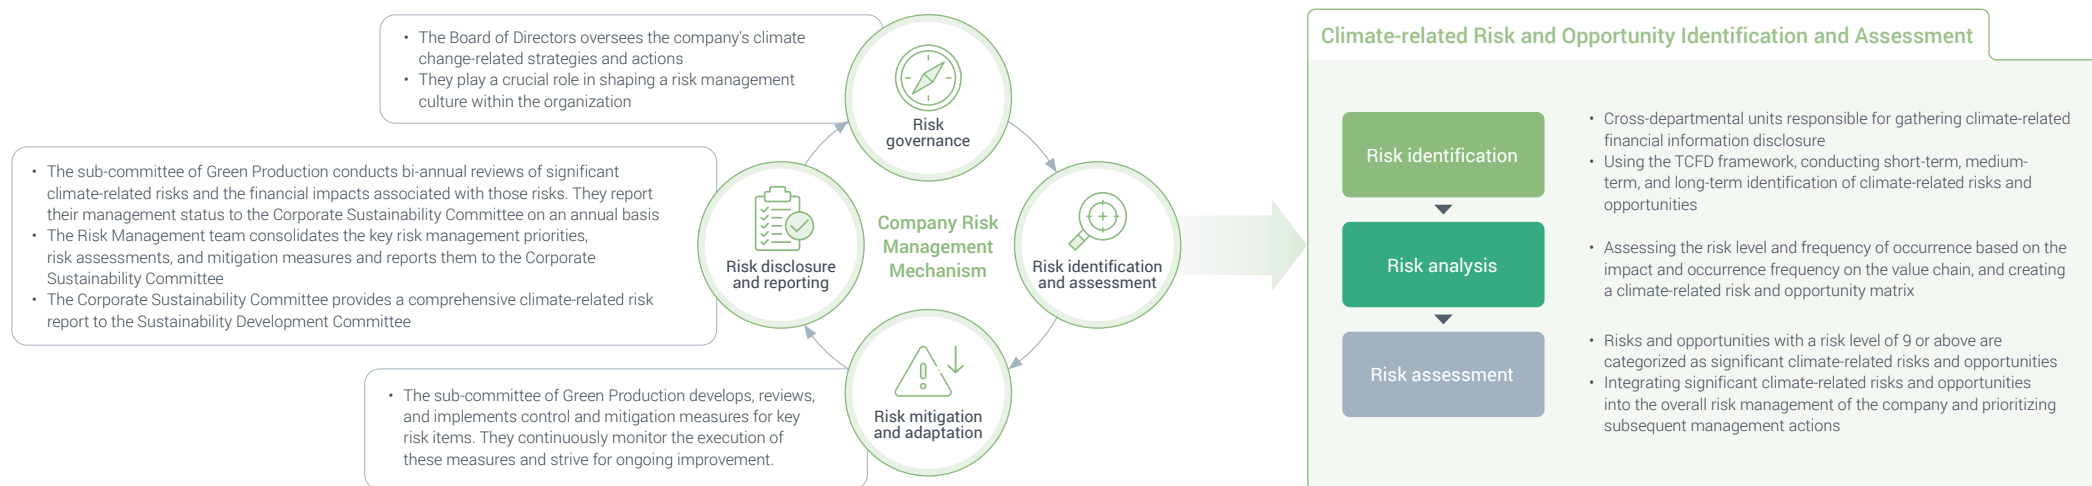 • The Board of Directors oversees the company's climate
change-related strategies and actions
• They play a crucial role in shaping a risk management
culture within the organization
Risk
governance
• The sub-committee of Green Production conducts bi-annual reviews of significant
climate-related risks and the financial impacts associated with those risks. They report
their management status to the Corporate Sustainability Committee on an annual basis
• The Risk Management team consolidates the key risk management priorities,
risk assessments, and mitigation measures and reports them to the Corporate
Sustainability Committee
• The Corporate Sustainability Committee provides a comprehensive climate-related risk
report to the Sustainability Development Committee
Risk disclosure
and reporting
Company Risk
Management
Mechanism
Risk identification
and assessment
• The sub-committee of Green Production develops, reviews,
and implements control and mitigation measures for key
risk items. They continuously monitor the execution of
these measures and strive for ongoing improvement.
Risk mitigation
and adaptation
Climate-related Risk and Opportunity Identification and Assessment
Risk identification
• Cross-departmental units responsible for gathering climate-related
financial information disclosure
• Using the TCFD framework, conducting short-term, medium-
term, and long-term identification of climate-related risks and
opportunities
Risk analysis
• Assessing the risk level and frequency of occurrence based on the
impact and occurrence frequency on the value chain, and creating
a climate-related risk and opportunity matrix
Risk assessment
• Risks and opportunities with a risk level of 9 or above are
categorized as significant climate-related risks and opportunities
• Integrating significant climate-related risks and opportunities
into the overall risk management of the company and prioritizing
subsequent management actions